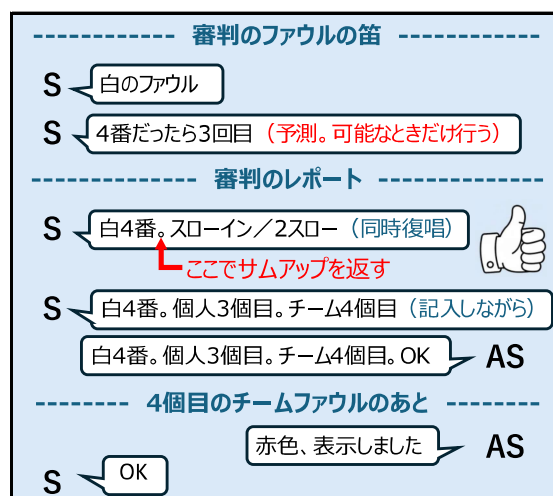 審判のファウルの笛
S 白のファウル
S 4番だったら3回目（予測。可能なときだけ行う）
審判のレポート
S 白4番。スローイン／2スロー（同時復唱）
ここでサムアップを返す
S 白4番。個人3個目。チーム4個目（記入しながら）
白4番。個人3個目。チーム4個目。OK AS
4個目のチームファウルのあと
赤色、表示しました AS
S OK